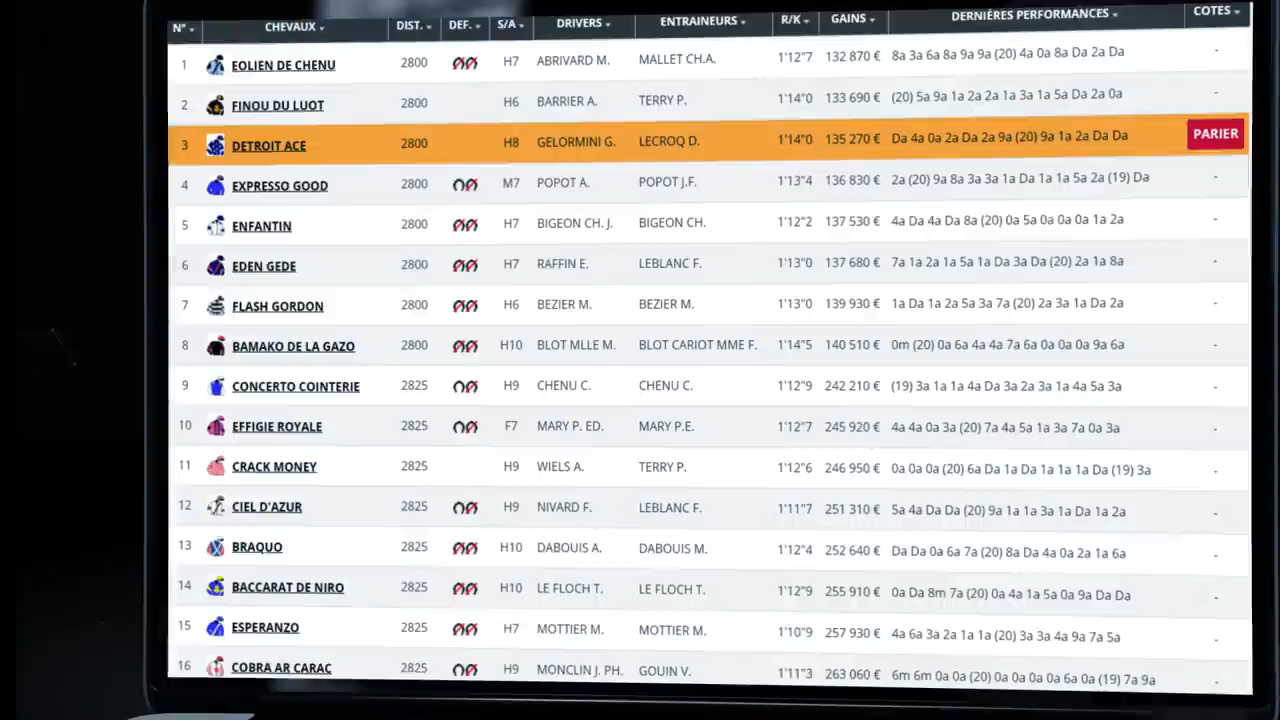 N° CHEVAUX DIST. DEF. S/A DRIVERS ENTRAINEURS R/K GAINS DERNIÈRES PERFORMANCES COTES
1 EOLIEN DE CHENU 2800 H7 ABRIVARD M. MALLET CH.A. 1'12"7 132 870 € 8a 3a 6a 8a 9a 9a (20) 4a 0a 8a Da 2a Da -
2 FINOU DU LUOT 2800 H6 BARRIER A. TERRY P. 1'14"0 133 690 € (20) 5a 9a 1a 2a 2a 1a 3a 1a 5a Da 2a 0a -
3 DETROIT ACE 2800 H8 GELORMINI G. LECROQ D. 1'14"0 135 270 € Da 4a 0a 2a Da 2a 9a (20) 9a 1a 2a Da Da PARIER
4 EXPRESSO GOOD 2800 M7 POPOT A. POPOT J.F. 1'13"4 136 830 € 2a (20) 9a 8a 3a 3a 1a Da 1a 1a 5a 2a (19) Da -
5 ENFANTIN 2800 H7 BIGEON CH. J. BIGEON CH. 1'12"2 137 530 € 4a Da 4a Da 8a (20) 0a 5a 0a 0a 0a 1a 2a -
6 EDEN GEDE 2800 H7 RAFFIN E. LEBLANC F. 1'13"0 137 680 € 7a 1a 2a 1a 5a 1a Da 3a Da (20) 2a 1a 8a -
7 FLASH GORDON 2800 H6 BEZIER M. BEZIER M. 1'13"0 139 930 € 1a Da 1a 2a 5a 3a 7a (20) 2a 3a 1a Da 2a -
8 BAMAKO DE LA GAZO 2800 H10 BLOT MLLE M. BLOT CARIOT MME F. 1'14"5 140 510 € 0m (20) 0a 6a 4a 4a 7a 6a 0a 0a 0a 9a 6a -
9 CONCERTO COINTERIE 2825 H9 CHENU C. CHENU C. 1'12"9 242 210 € (19) 3a 1a 1a 4a Da 3a 2a 3a 1a 4a 5a 3a -
10 EFFIGIE ROYALE 2825 F7 MARY P. ED. MARY P.E. 1'12"7 245 920 € 4a 4a 0a 3a (20) 7a 4a 5a 1a 3a 7a 0a 3a -
11 CRACK MONEY 2825 H9 WIELS A. TERRY P. 1'12"6 246 950 € 0a 0a 0a (20) 6a Da 1a Da 1a 1a 1a Da (19) 3a -
12 CIEL D'AZUR 2825 H9 NIVARD F. LEBLANC F. 1'11"7 251 310 € 5a 4a Da Da (20) 9a 1a 1a 3a 1a Da 1a 2a -
13 BRAQUO 2825 H10 DABOUIS A. DABOUIS M. 1'12"4 252 640 € Da Da 0a 6a 7a (20) 8a Da 4a 0a 2a 1a 6a -
14 BACCARAT DE NIRO 2825 H10 LE FLOCH T. LE FLOCH T. 1'12"9 255 910 € 0a Da 8m 7a (20) 0a 4a 1a 5a 0a 9a Da Da -
15 ESPERANZO 2825 H7 MOTTIER M. MOTTIER M. 1'10"9 257 930 € 4a 6a 3a 2a 1a 1a (20) 3a 3a 4a 9a 7a 5a -
16 COBRA AR CARAC 2825 H9 MONCLIN J. PH. GOUIN V. 1'11"3 263 060 € 6m 6m 0a 0a (20) 0a 0a 0a 0a 6a 0a (19) 7a 9a -